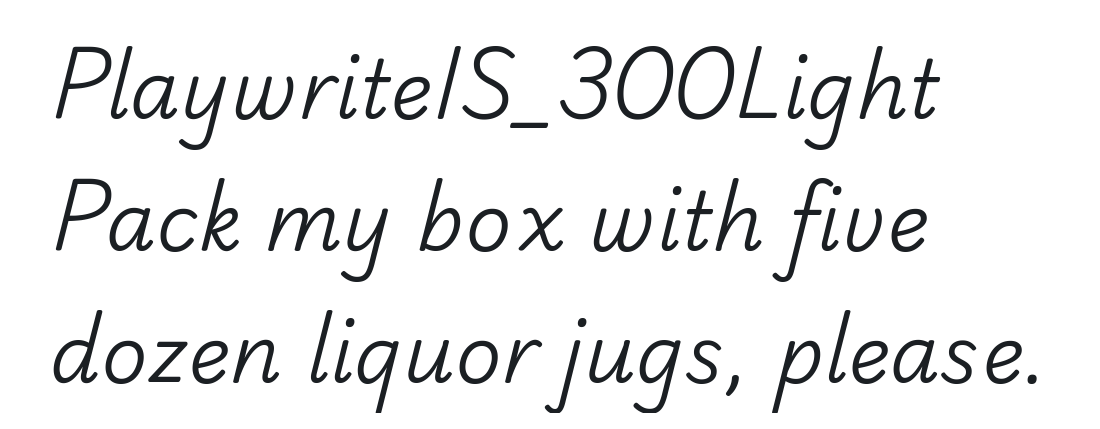 PlaywriteIS_300Light
Pack my box with five
dozen liquor jugs, please.